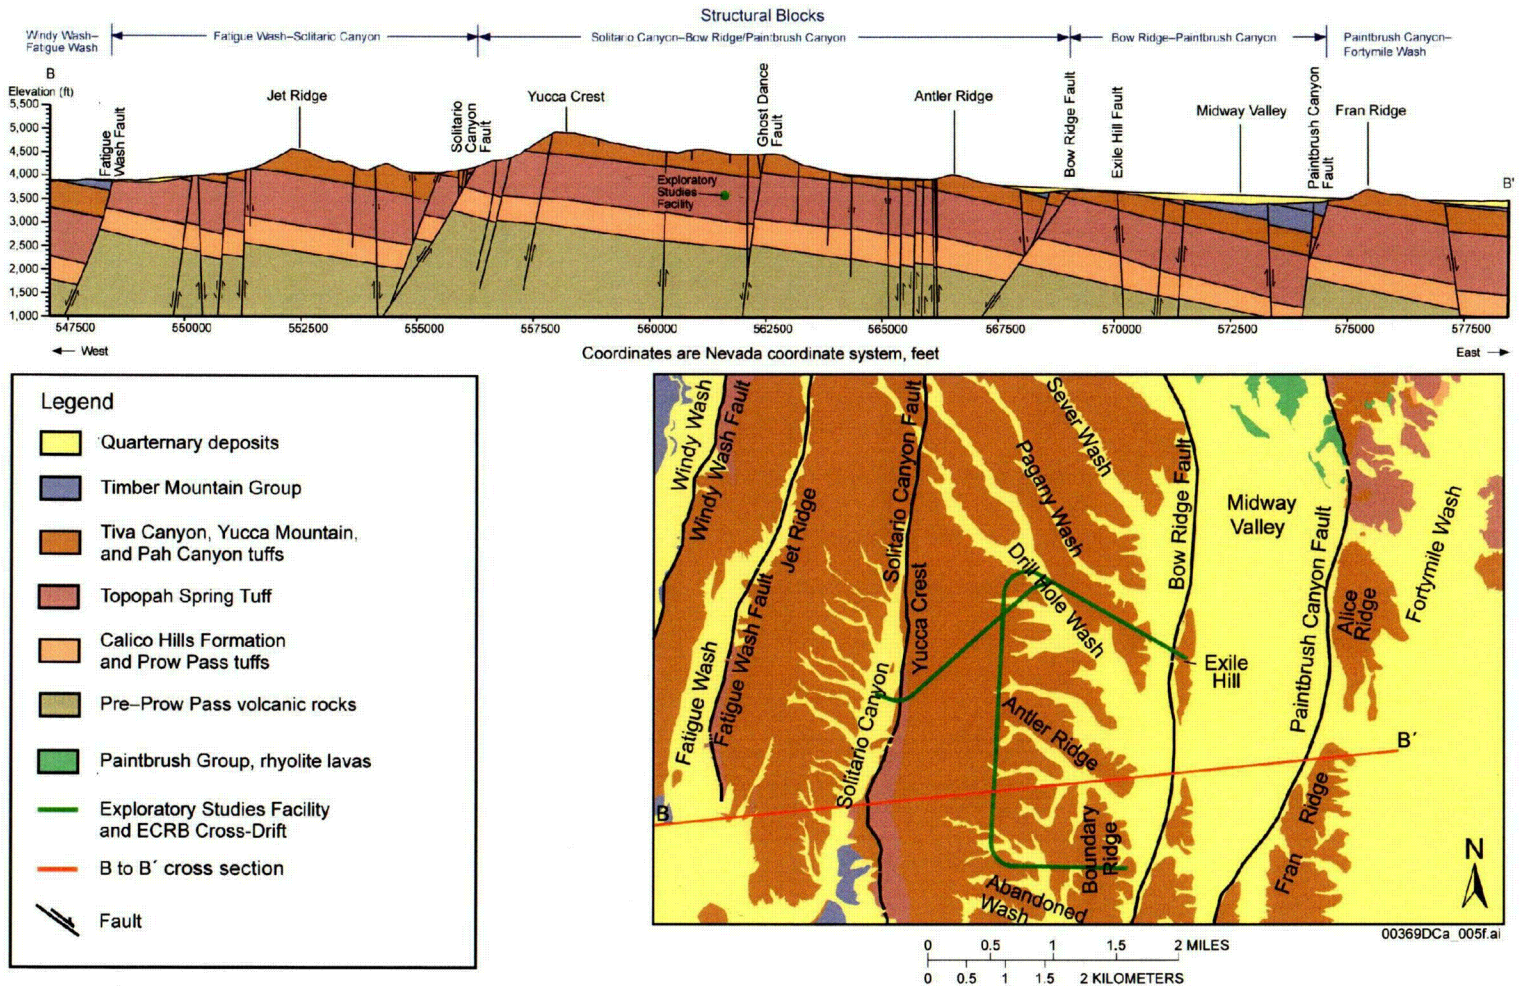 Structural Blocks
Windy Wash–
Fatigue Wash
Fatigue Wash–Solitario Canyon
Solitario Canyon–Bow Ridge/Paintbrush Canyon
Bow Ridge–Paintbrush Canyon
Paintbrush Canyon–
Fortymile Wash
B
Elevation (ft)
5,500
5,000
4,500
4,000
3,500
3,000
2,500
2,000
1,500
1,000
Fatigue
Wash Fault
Jet Ridge
Solitario
Canyon
Fault
Yucca Crest
Ghost Dance
Fault
Antler Ridge
Bow Ridge Fault
Exile Hill Fault
Midway Valley
Paintbrush Canyon
Fault
Fran Ridge
B'
Exploratory
Studies
Facility
547500
550000
552500
555000
557500
560000
562500
565000
567500
570000
572500
575000
577500
West
Coordinates are Nevada coordinate system, feet
East
Legend
Quarternary deposits
Timber Mountain Group
Tiva Canyon, Yucca Mountain,
and Pah Canyon tuffs
Topopah Spring Tuff
Calico Hills Formation
and Prow Pass tuffs
Pre–Prow Pass volcanic rocks
Paintbrush Group, rhyolite lavas
Exploratory Studies Facility
and ECRB Cross-Drift
B to B´ cross section
Fault
Windy Wash
Windy Wash Fault
Jet Ridge
Fatigue Wash
Fatigue Wash Fault
Solitario Canyon Fault
Yucca Crest
Solitario Canyon
Sever Wash
Pagany Wash
Drill Hole Wash
Bow Ridge Fault
Midway
Valley
Exile
Hill
Paintbrush Canyon Fault
Alice
Ridge
Fortymile Wash
Antler Ridge
B
B´
Boundary
Ridge
Abandoned
Wash
Fran
Ridge
N
00369DCa_005f.ai
0 0.5 1 1.5 2 MILES
0 0.5 1 1.5 2 KILOMETERS